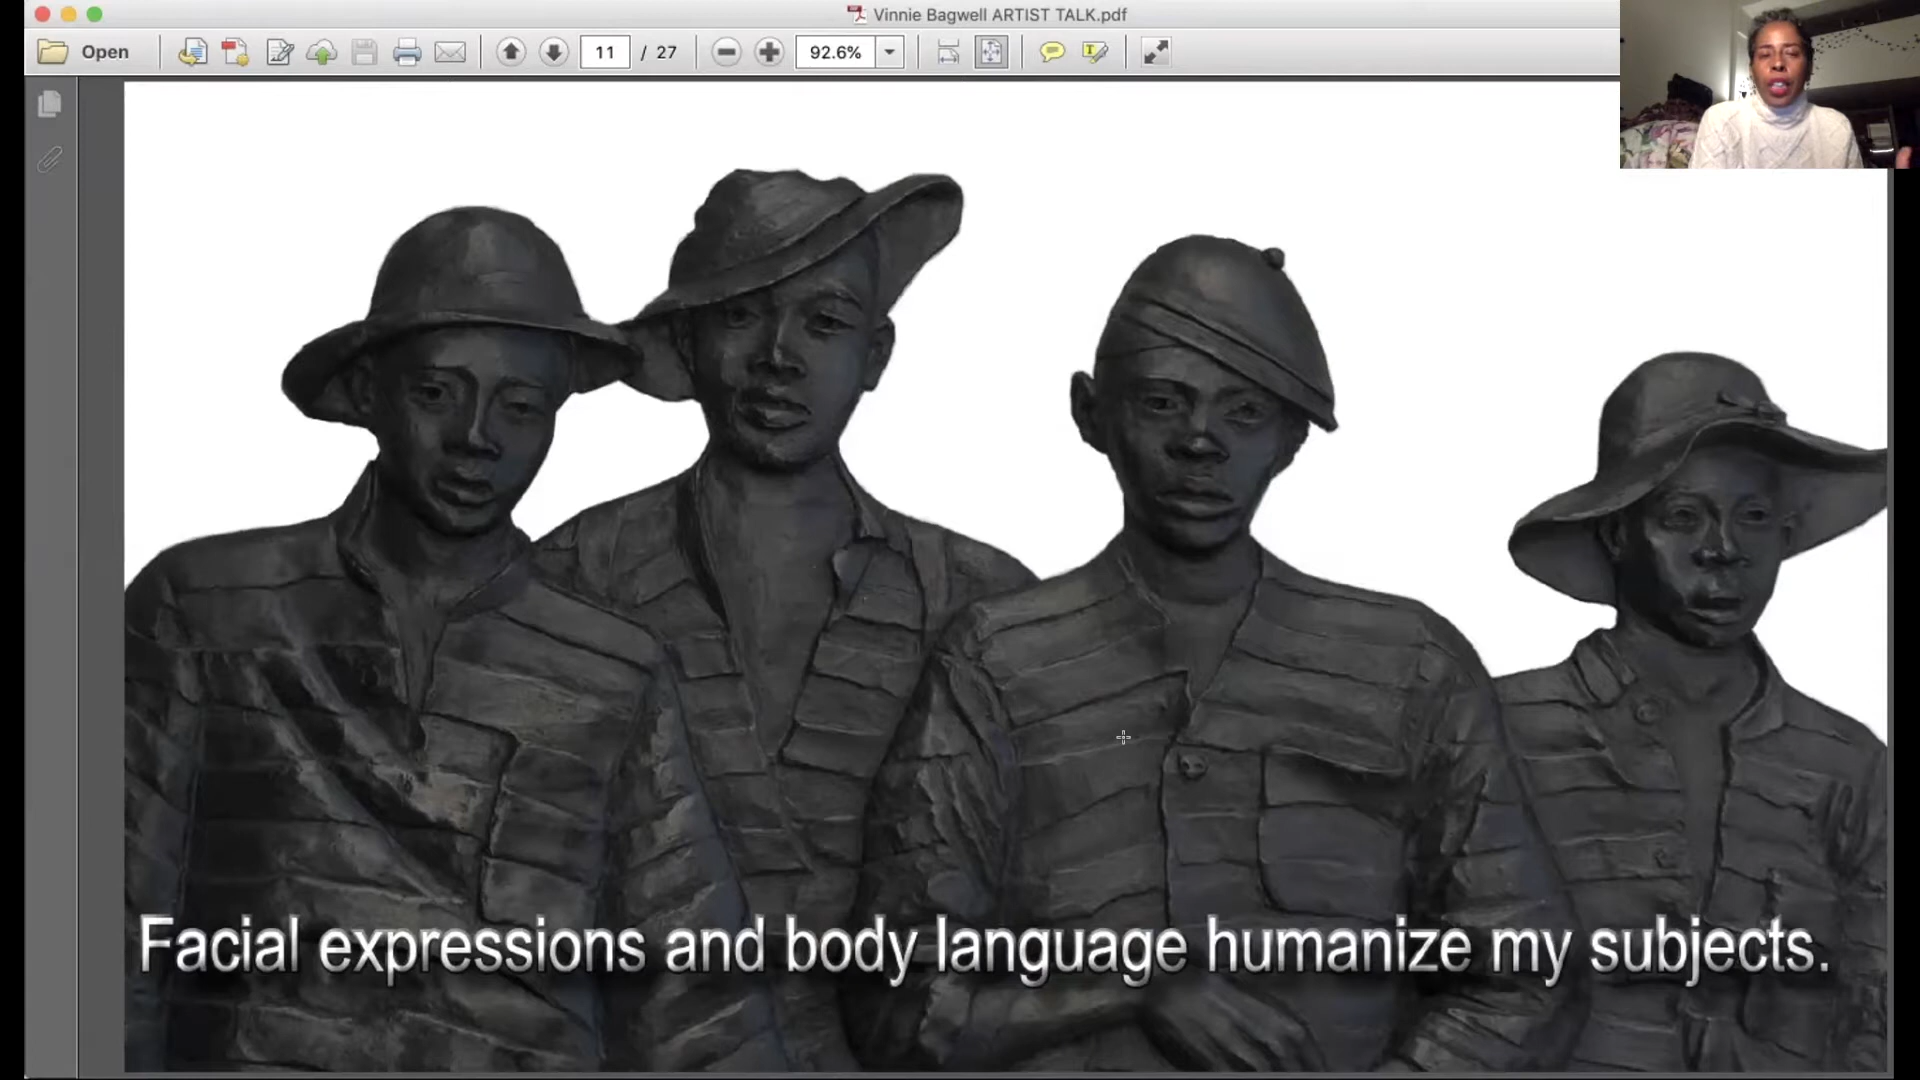 Vinnie Bagwell ARTIST TALK.pdf
Open
11 / 27
92.6%
Facial expressions and body language humanize my subjects.